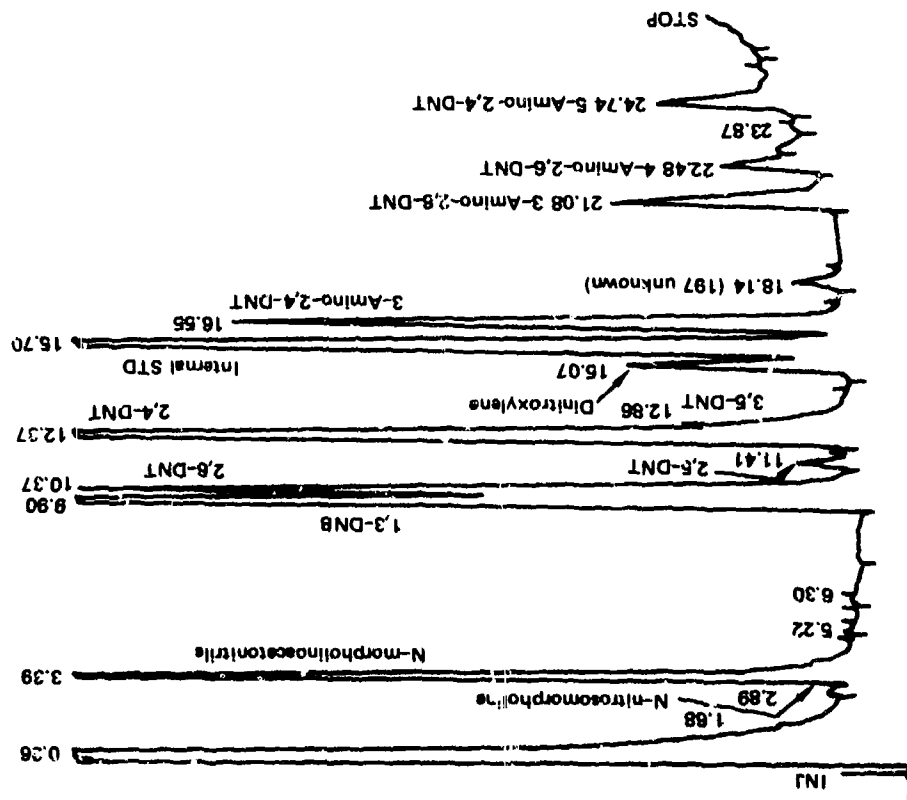 INJ
0.26
1.68
2.89
N-nitrosomorpholine
3.39
N-morpholinoacetonitrile
5.22
6.30
1,3-DNB
9.90
10.37
2,6-DNT
11.41
2,5-DNT
12.37
2,4-DNT
12.86
3,5-DNT
Dinitroxylene
15.07
Internal STD
15.70
16.55
3-Amino-2,4-DNT
18.14 (197 unknown)
21.08 3-Amino-2,6-DNT
22.48 4-Amino-2,6-DNT
23.87
24.74 5-Amino-2,4-DNT
STOP